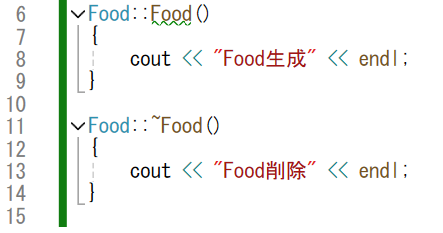 6 Food::Food()
7 {
8 cout << "Food生成" << endl;
9 }
10
11 Food::~Food()
12 {
13 cout << "Food削除" << endl;
14 }
15